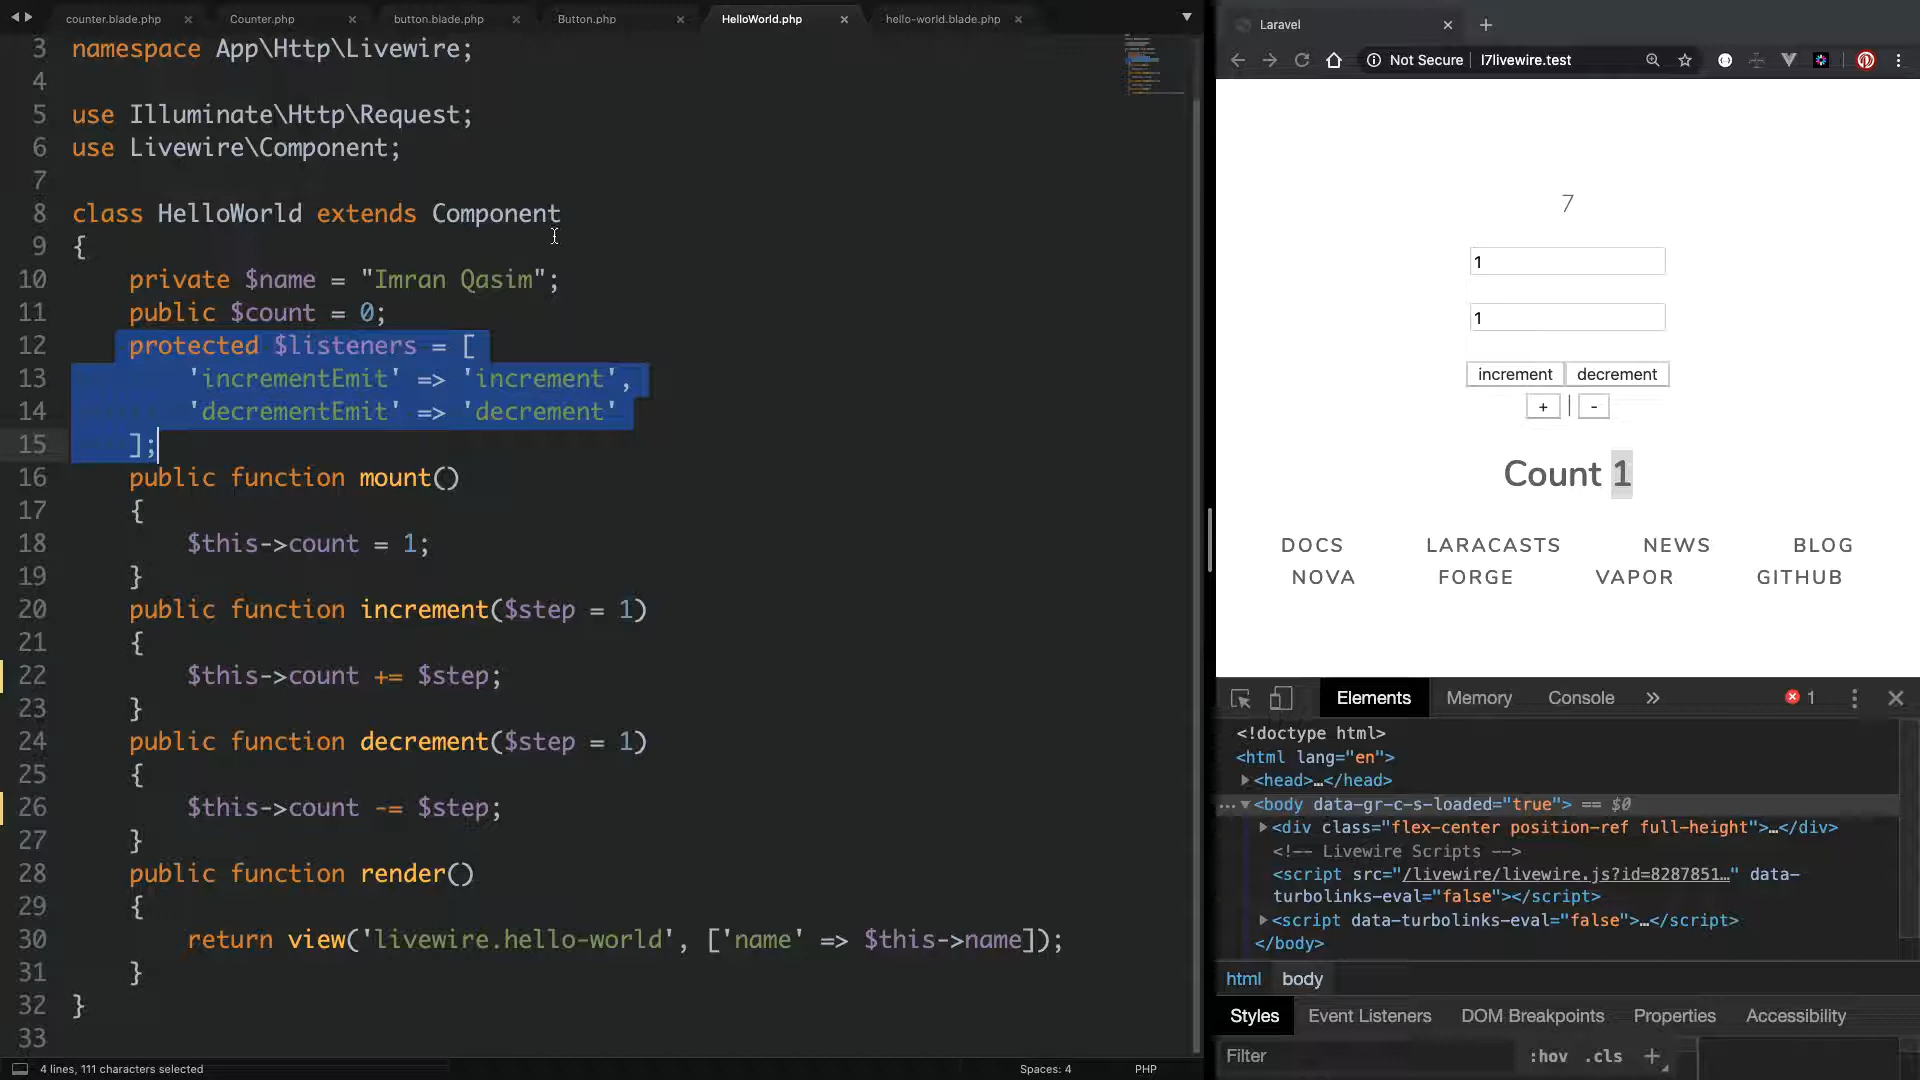 counter.blade.php
Counter.php
button.blade.php
Button.php
HelloWorld.php
hello-world.blade.php
3 namespace App\Http\Livewire;
4
5 use Illuminate\Http\Request;
6 use Livewire\Component;
7
8 class HelloWorld extends Component
9 {
10 private $name = "Imran Qasim";
11 public $count = 0;
12 protected $listeners = [
13 'incrementEmit' => 'increment',
14 'decrementEmit' => 'decrement'
15 ];
16 public function mount()
17 {
18 $this->count = 1;
19 }
20 public function increment($step = 1)
21 {
22 $this->count += $step;
23 }
24 public function decrement($step = 1)
25 {
26 $this->count -= $step;
27 }
28 public function render()
29 {
30 return view('livewire.hello-world', ['name' => $this->name]);
31 }
32 }
33
4 lines, 111 characters selected
Spaces: 4
PHP
Laravel
Not Secure | l7livewire.test
7
1
1
increment decrement
+ | -
Count 1
DOCS LARACASTS NEWS BLOG
NOVA FORGE VAPOR GITHUB
Elements Memory Console » 1
<!doctype html>
<html lang="en">
<head>…</head>
… <body data-gr-c-s-loaded="true"> == $0
<div class="flex-center position-ref full-height">…</div>
<!-- Livewire Scripts -->
<script src="/livewire/livewire.js?id=8287851…" data-
turbolinks-eval="false"></script>
<script data-turbolinks-eval="false">…</script>
</body>
html body
Styles Event Listeners DOM Breakpoints Properties Accessibility
Filter :hov .cls +